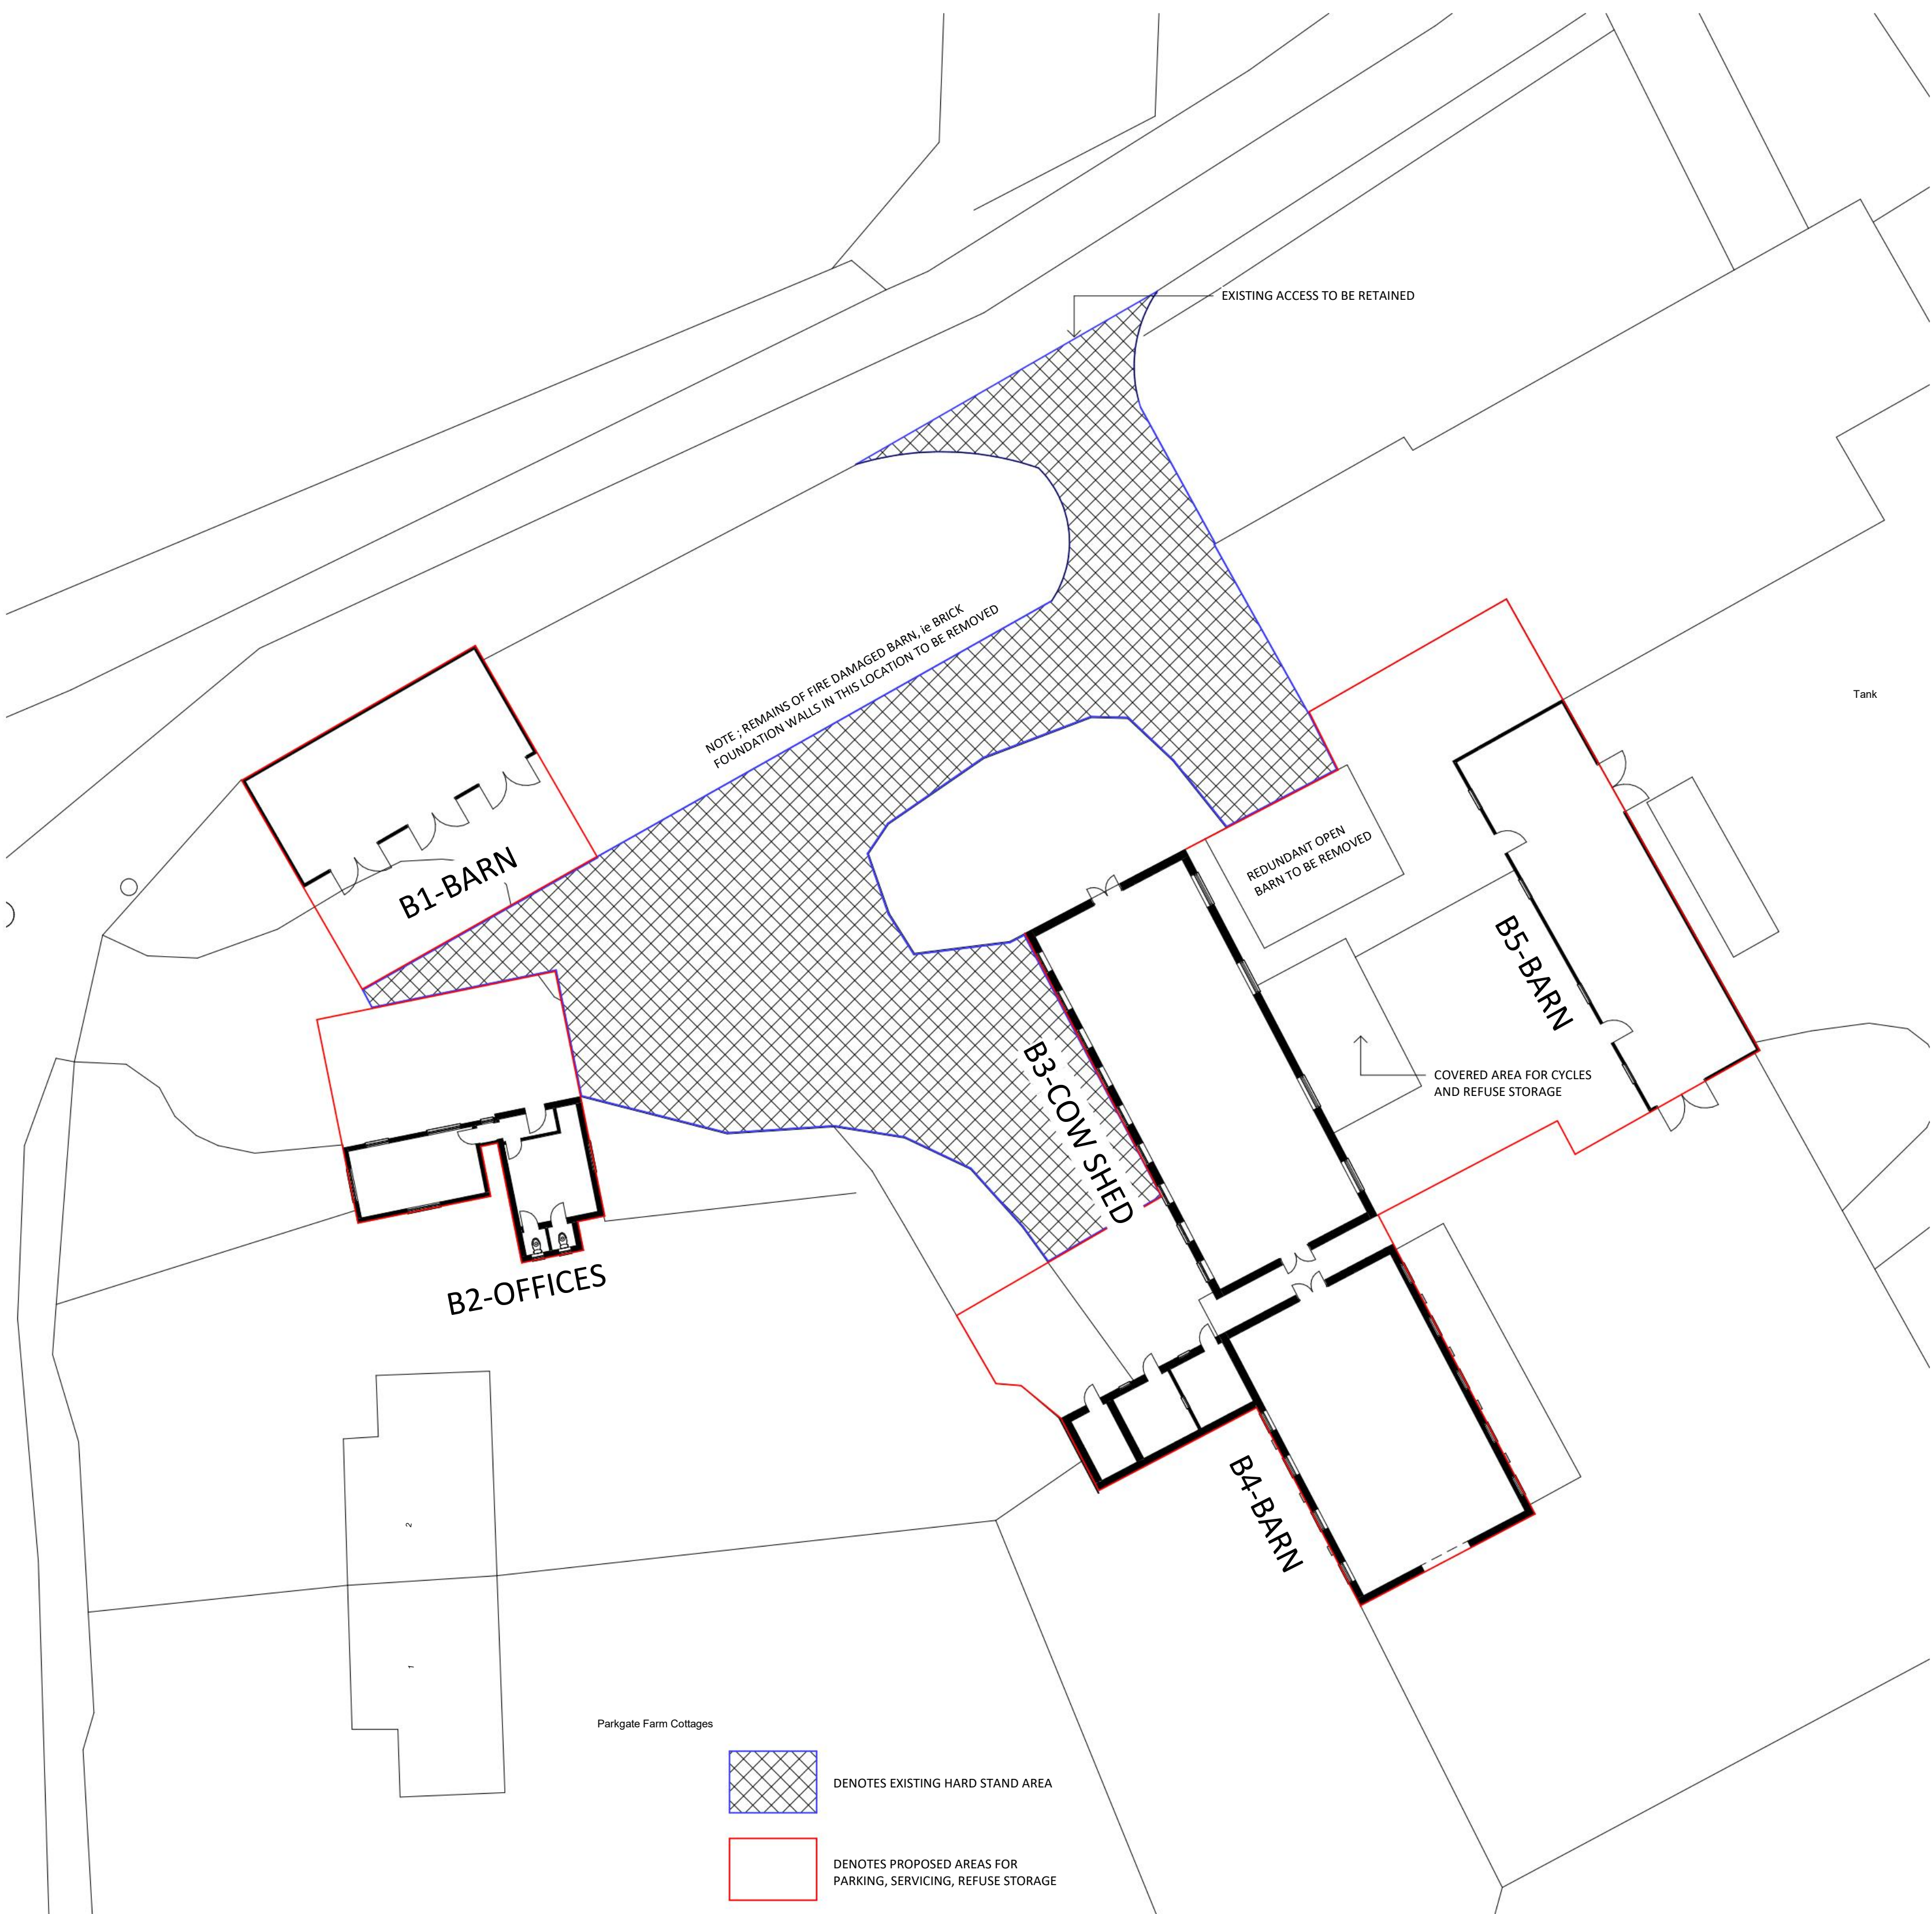 EXISTING ACCESS TO BE RETAINED
NOTE ; REMAINS OF FIRE DAMAGED BARN, ie BRICK
FOUNDATION WALLS IN THIS LOCATION TO BE REMOVED
Tank
B1-BARN
REDUNDANT OPEN
BARN TO BE REMOVED
B5-BARN
B3-COW SHED
COVERED AREA FOR CYCLES
AND REFUSE STORAGE
B2-OFFICES
B4-BARN
2
1
Parkgate Farm Cottages
DENOTES EXISTING HARD STAND AREA
DENOTES PROPOSED AREAS FOR
PARKING, SERVICING, REFUSE STORAGE